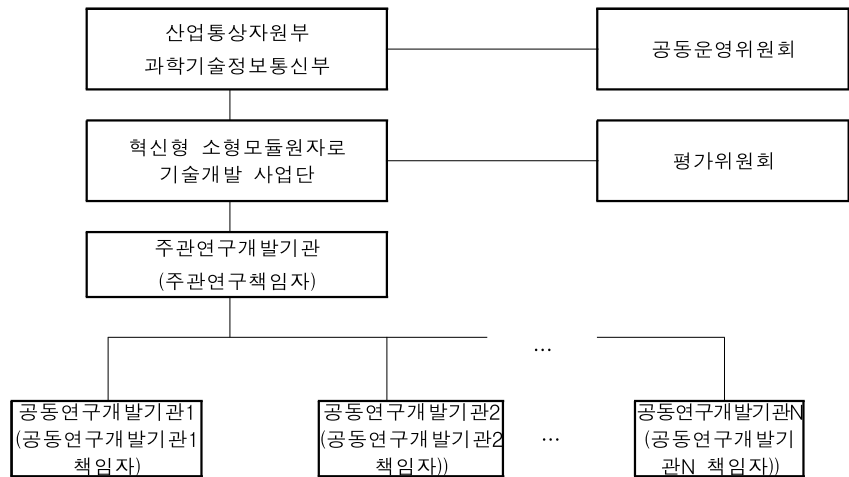 산업통상자원부
과학기술정보통신부
공동운영위원회
혁신형 소형모듈원자로
기술개발 사업단
평가위원회
주관연구개발기관
(주관연구책임자)
...
공동연구개발기관1
(공동연구개발기관1
책임자)
공동연구개발기관2
(공동연구개발기관2
책임자))
...
공동연구개발기관N
(공동연구개발기
관N 책임자))